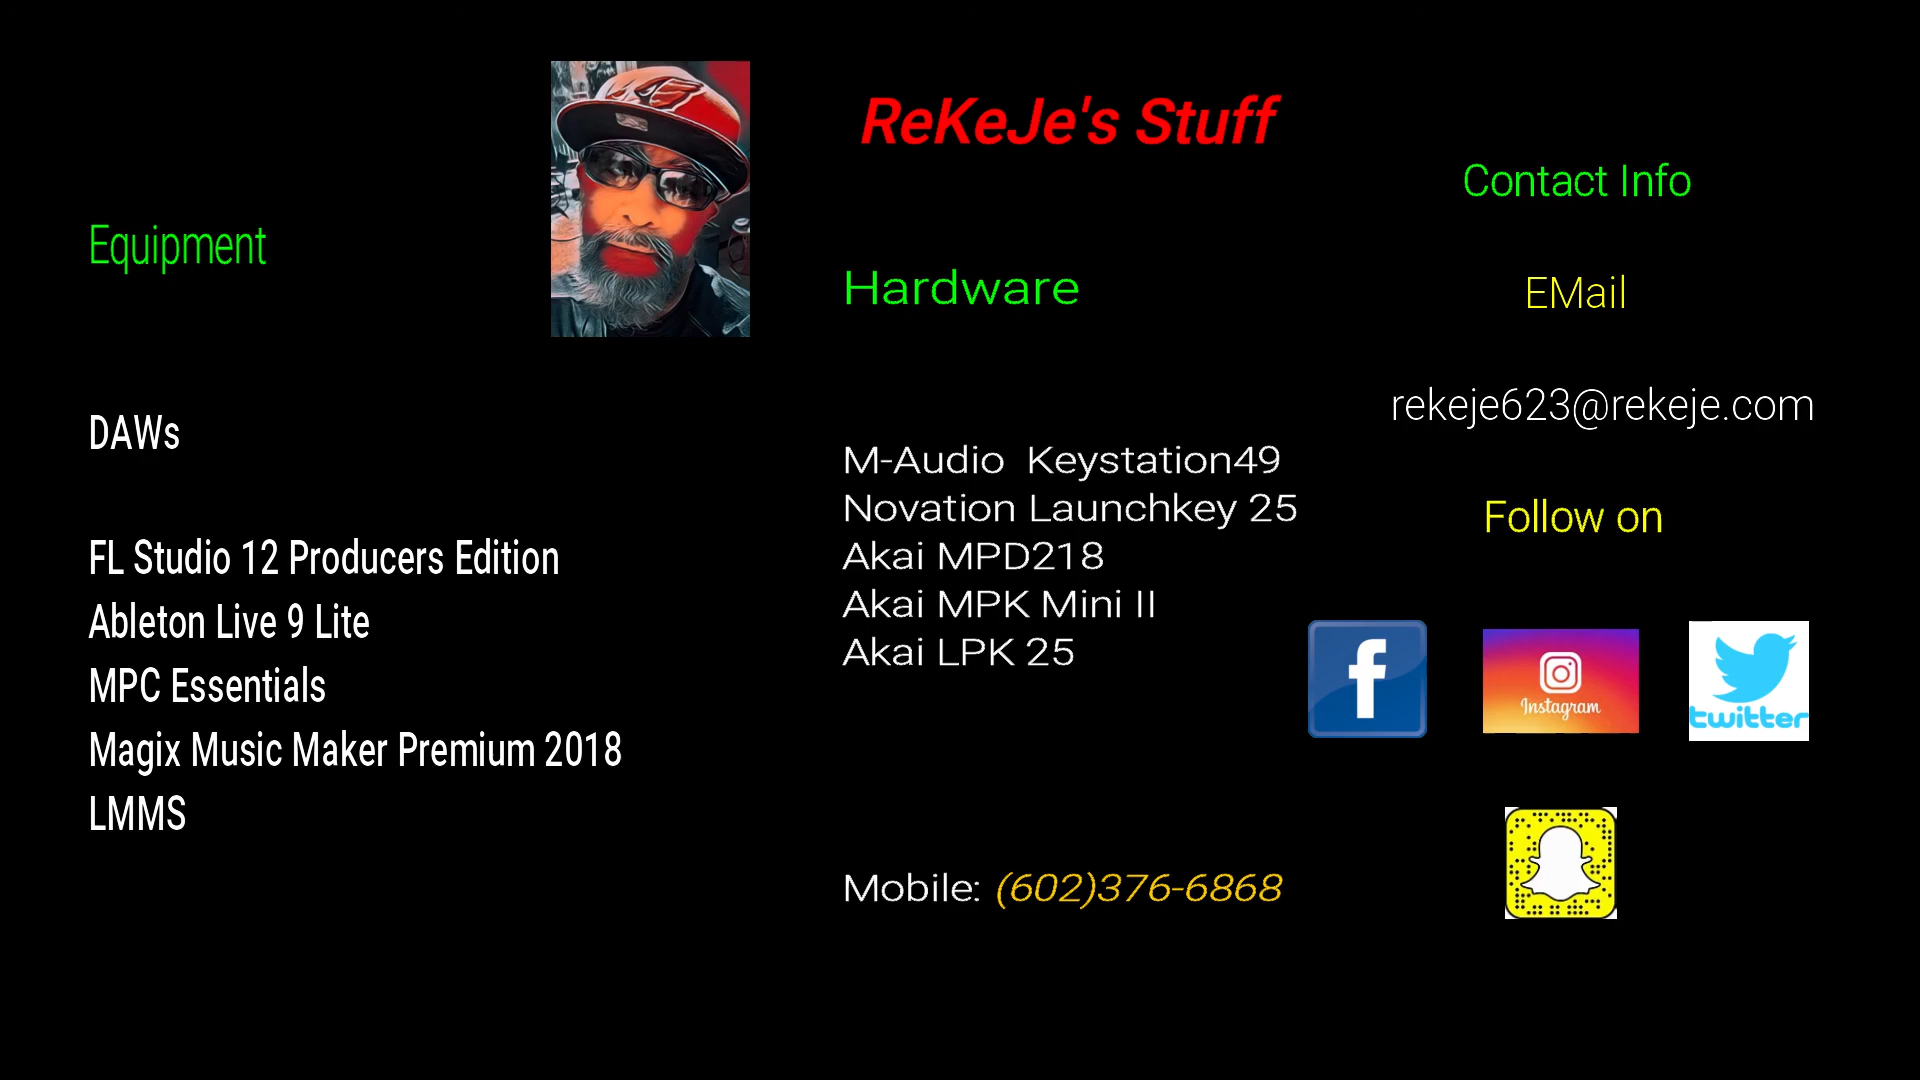 ReKeJe's Stuff
Equipment
DAWs
FL Studio 12 Producers Edition
Ableton Live 9 Lite
MPC Essentials
Magix Music Maker Premium 2018
LMMS
Hardware
M-Audio  Keystation49
Novation Launchkey 25
Akai MPD218
Akai MPK Mini II
Akai LPK 25
Mobile: (602)376-6868
Contact Info
EMail
rekeje623@rekeje.com
Follow on
f
Instagram
twitter